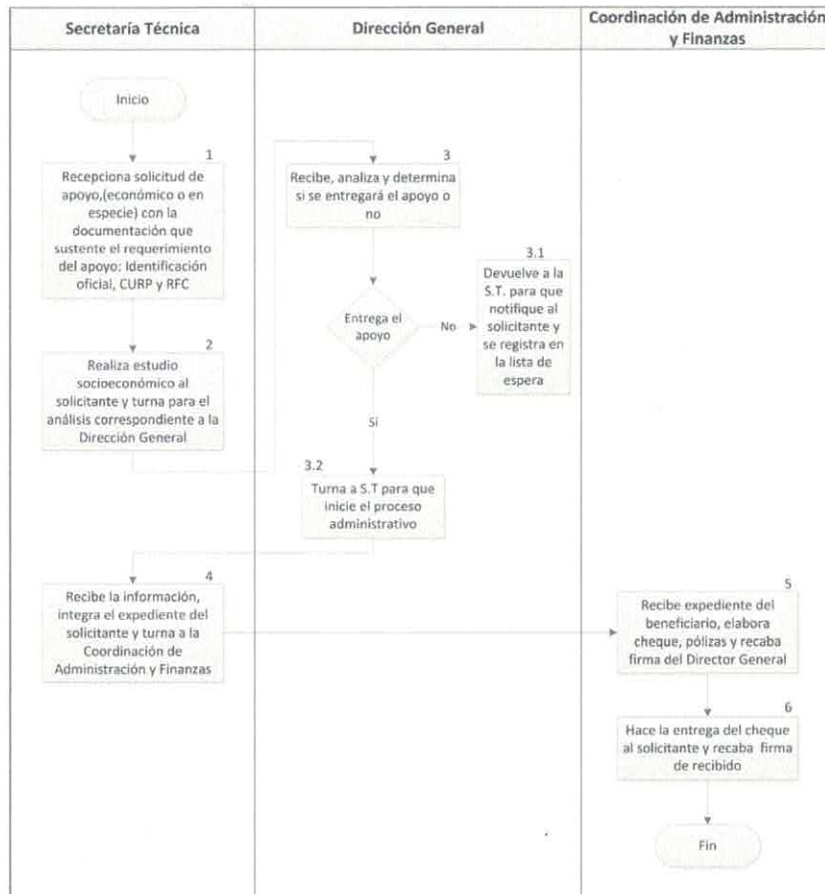 Secretaría Técnica
Dirección General
Coordinación de Administración
y Finanzas
Inicio
1
Recepciona solicitud de
apoyo,(económico o en
especie) con la
documentación que
sustente el requerimiento
del apoyo: Identificación
oficial, CURP y RFC
2
Realiza estudio
socioeconómico al
solicitante y turna para el
análisis correspondiente a la
Dirección General
3
Recibe, analiza y determina
si se entregará el apoyo o
no
Entrega el
apoyo
No
3.1
Devuelve a la
S.T. para que
notifique al
solicitante y
se registra en
la lista de
espera
Si
3.2
Turna a S.T para que
inicie el proceso
administrativo
4
Recibe la información,
integra el expediente del
solicitante y turna a la
Coordinación de
Administración y Finanzas
5
Recibe expediente del
beneficiario, elabora
cheque, pólizas y recaba
firma del Director General
6
Hace la entrega del cheque
al solicitante y recaba firma
de recibido
Fin